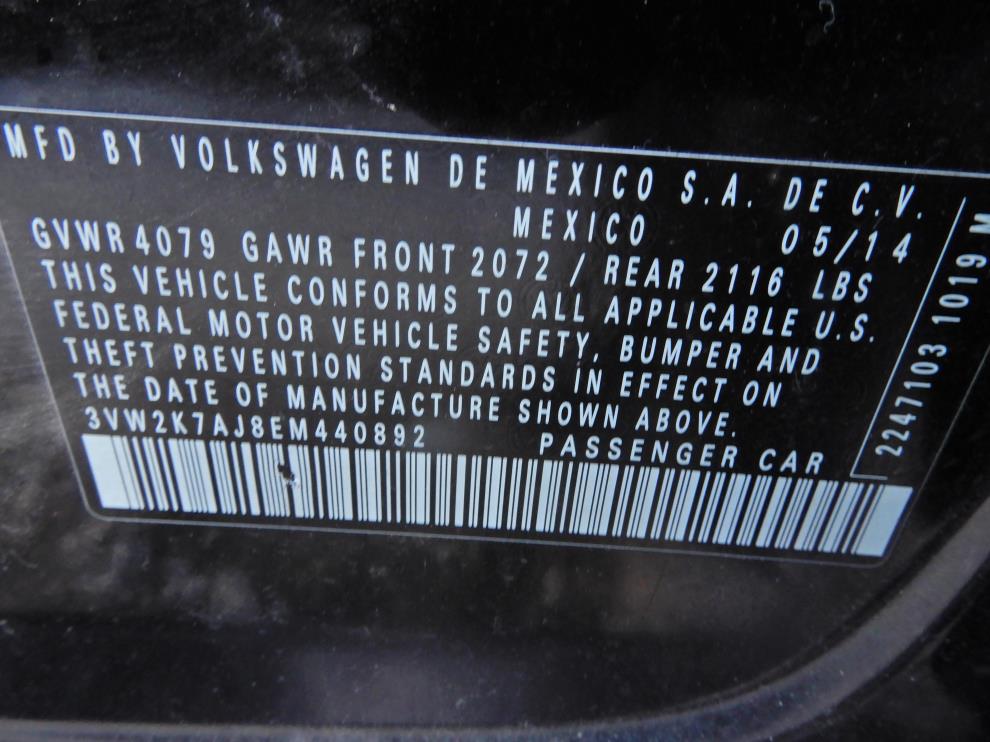 MFD BY VOLKSWAGEN DE MEXICO S.A. DE C.V.
MEXICO 05/14
GVWR4079 GAWR FRONT 2072 / REAR 2116 LBS
THIS VEHICLE CONFORMS TO ALL APPLICABLE U.S.
FEDERAL MOTOR VEHICLE SAFETY, BUMPER AND
THEFT PREVENTION STANDARDS IN EFFECT ON
THE DATE OF MANUFACTURE SHOWN ABOVE.
3VW2K7AJ8EM440892 PASSENGER CAR
2247103 1019 M